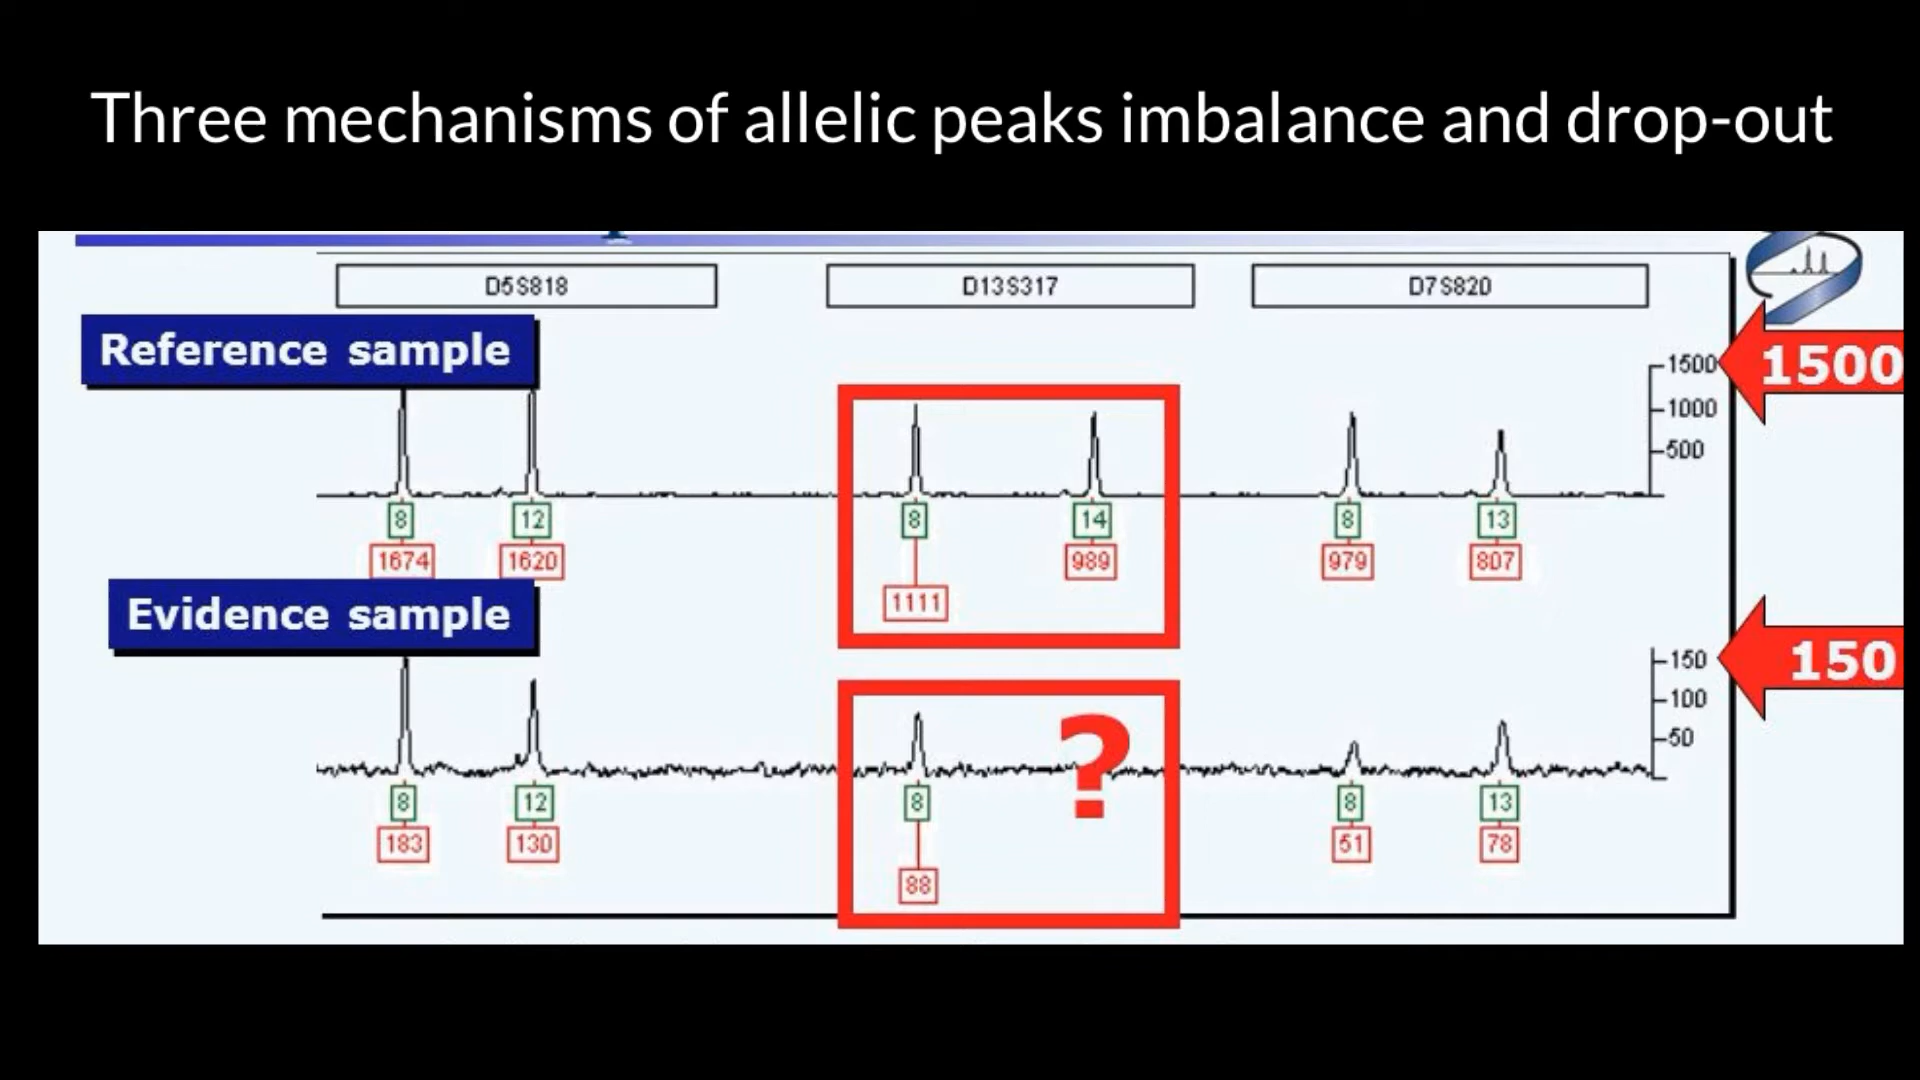 Three mechanisms of allelic peaks imbalance and drop-out
D5S818 D13S317 D7S820
Reference sample
1500
1500
1000
500
8 12 8 14 8 13
1674 1620 989 979 807
1111
Evidence sample
150
150
100
50
?
8 12 8 8 13
183 130 51 78
88